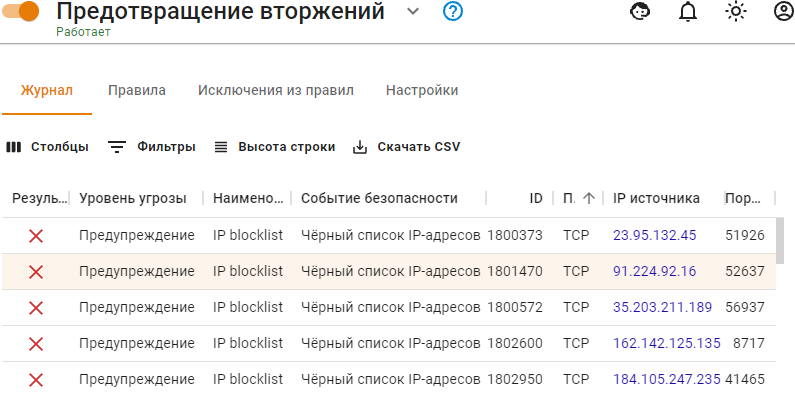 Предотвращение вторжений
Работает
Журнал Правила Исключения из правил Настройки
Столбцы Фильтры Высота строки Скачать CSV
Резуль... Уровень угрозы Наимено... Событие безопасности ID П. IP источника Пор...
Предупреждение IP blocklist Чёрный список IP-адресов 1800373 TCP 23.95.132.45 51926
Предупреждение IP blocklist Чёрный список IP-адресов 1801470 TCP 91.224.92.16 52637
Предупреждение IP blocklist Чёрный список IP-адресов 1800572 TCP 35.203.211.189 56937
Предупреждение IP blocklist Чёрный список IP-адресов 1802600 TCP 162.142.125.135 8717
Предупреждение IP blocklist Чёрный список IP-адресов 1802950 TCP 184.105.247.235 41465